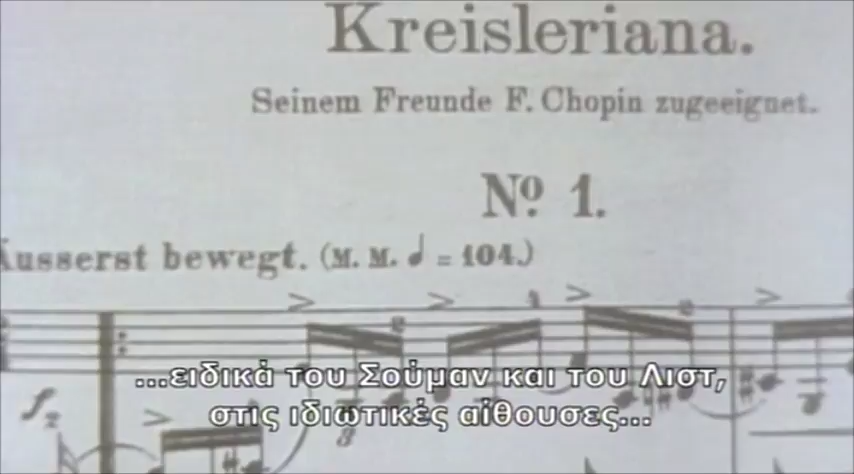 Kreisleriana.
Seinem Freunde F. Chopin zugeeignet.
Nº 1.
Äusserst bewegt. (M. M. ♩ = 104.)
...ειδικά του Σούμαν και του Λιστ,
στις ιδιωτικές αίθουσες...